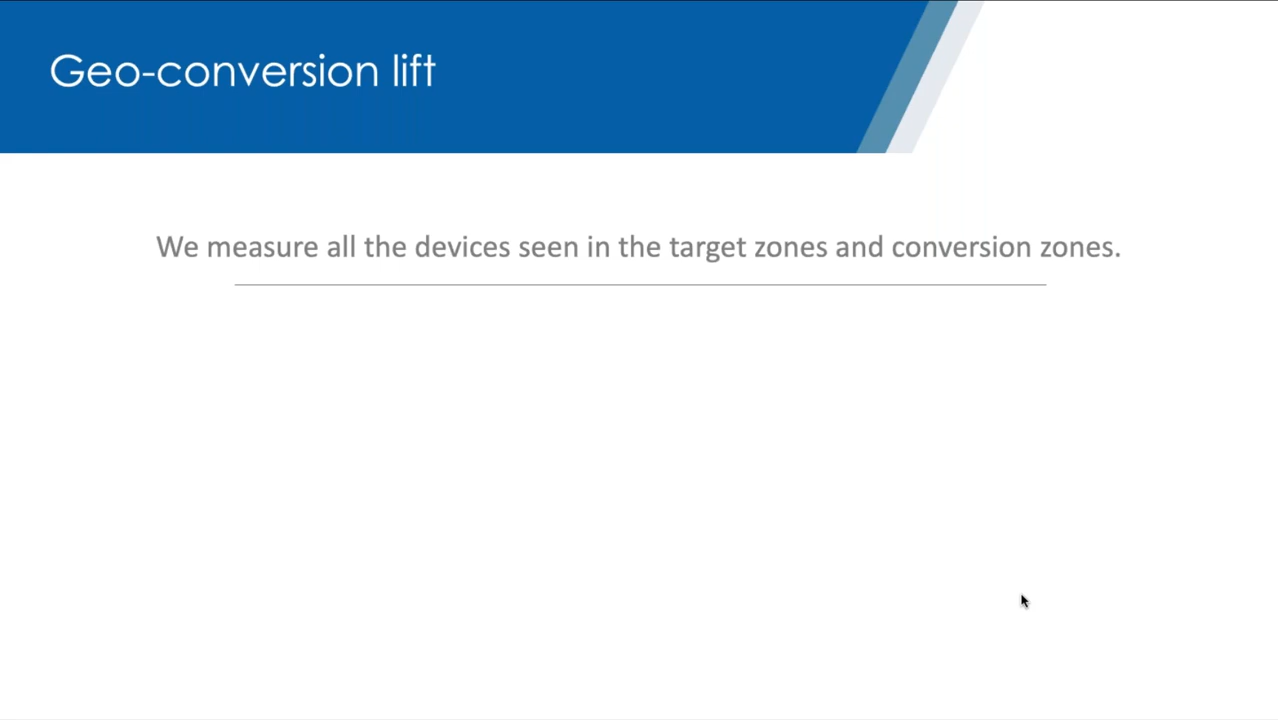 Geo-conversion lift
We measure all the devices seen in the target zones and conversion zones.